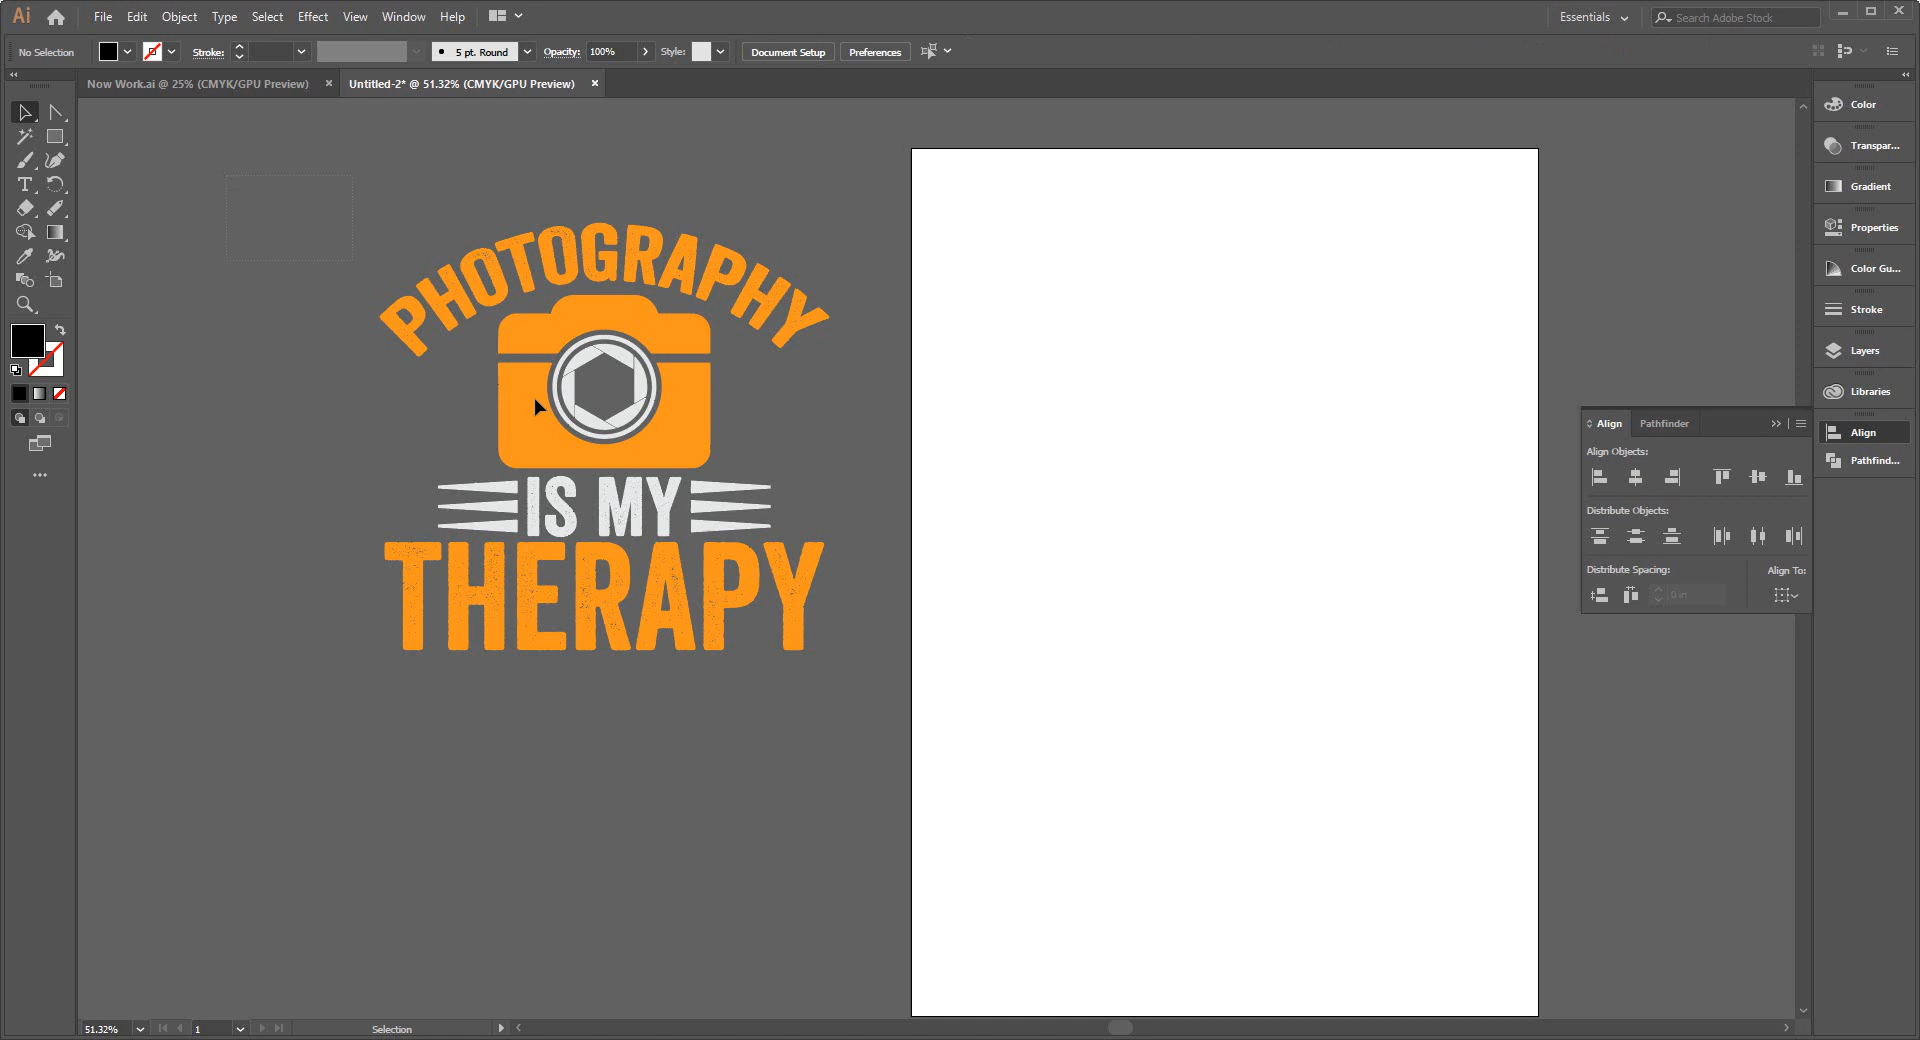 Ai File Edit Object Type Select Effect View Window Help Essentials Search Adobe Stock
No Selection Stroke: 5 pt. Round Opacity: 100% Style: Document Setup Preferences
Now Work.ai @ 25% (CMYK/GPU Preview) × Untitled-2* @ 51.32% (CMYK/GPU Preview) ×
PHOTOGRAPHY
IS MY
THERAPY
Color
Transpar...
Gradient
Properties
Color Gu...
Stroke
Layers
Libraries
Align
Pathfind...
Align Pathfinder
Align Objects:
Distribute Objects:
Distribute Spacing: Align To:
0 in
51.32% 1 Selection